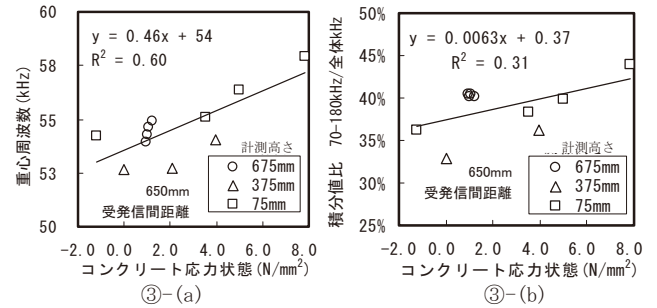 y = 0.46x + 54
R² = 0.60
重心周波数(kHz)
60
58
55
53
50
計測高さ
675mm
375mm
75mm
650mm
受発信間距離
-2.0 0.0 2.0 4.0 6.0 8.0
コンクリート応力状態(N/mm²)
③-(a)
y = 0.0063x + 0.37
R² = 0.31
積分値比 70-180kHz/全体kHz
50%
45%
40%
35%
30%
25%
計測高さ
675mm
375mm
75mm
650mm
受発信間距離
-2.0 0.0 2.0 4.0 6.0 8.0
コンクリート応力状態(N/mm²)
③-(b)